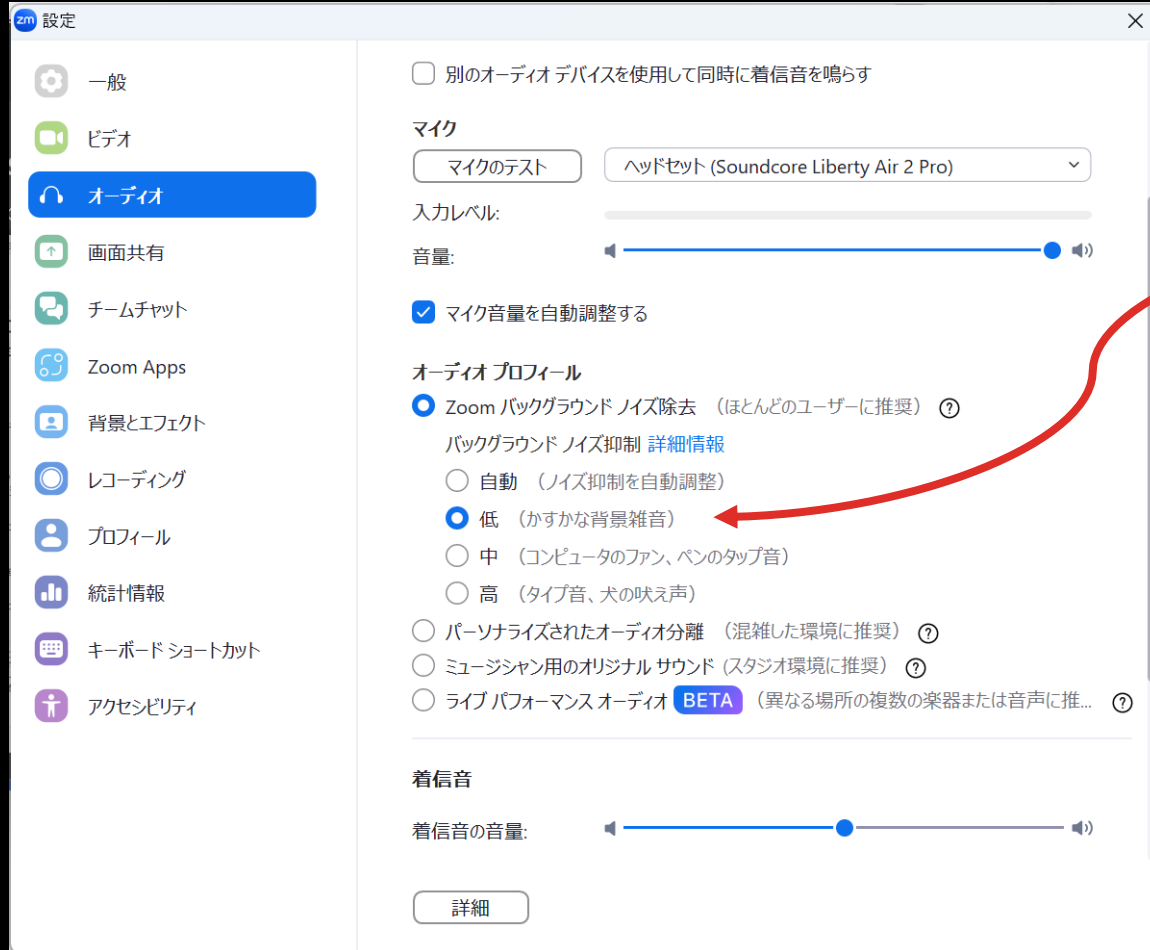 zm 設定
一般
ビデオ
オーディオ
画面共有
チームチャット
Zoom Apps
背景とエフェクト
レコーディング
プロフィール
統計情報
キーボード ショートカット
アクセシビリティ
別のオーディオ デバイスを使用して同時に着信音を鳴らす
マイク
マイクのテスト ヘッドセット (Soundcore Liberty Air 2 Pro)
入力レベル:
音量:
マイク音量を自動調整する
オーディオ プロフィール
Zoom バックグラウンド ノイズ除去 （ほとんどのユーザーに推奨） ?
バックグラウンド ノイズ抑制 詳細情報
自動 （ノイズ抑制を自動調整）
低 （かすかな背景雑音）
中 （コンピュータのファン、ペンのタップ音）
高 （タイプ音、犬の吠え声）
パーソナライズされたオーディオ分離 （混雑した環境に推奨） ?
ミュージシャン用のオリジナル サウンド (スタジオ環境に推奨） ?
ライブ パフォーマンス オーディオ BETA （異なる場所の複数の楽器または音声に推... ?
着信音
着信音の音量:
詳細